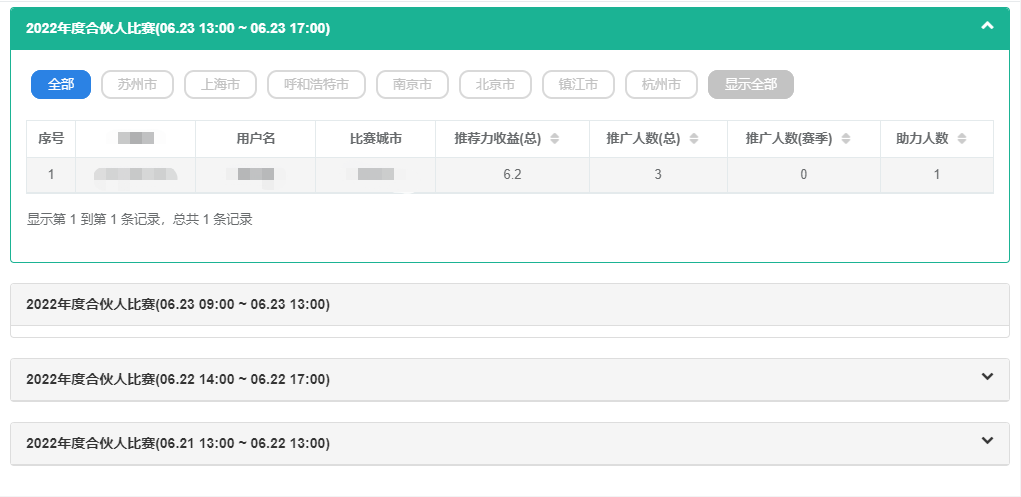 2022年度合伙人比赛(06.23 13:00 ~ 06.23 17:00)
全部 苏州市 上海市 呼和浩特市 南京市 北京市 镇江市 杭州市 显示全部
序号 用户名 比赛城市 推荐力收益(总) 推广人数(总) 推广人数(赛季) 助力人数
1 6.2 3 0 1
显示第 1 到第 1 条记录，总共 1 条记录
2022年度合伙人比赛(06.23 09:00 ~ 06.23 13:00)
2022年度合伙人比赛(06.22 14:00 ~ 06.22 17:00)
2022年度合伙人比赛(06.21 13:00 ~ 06.22 13:00)